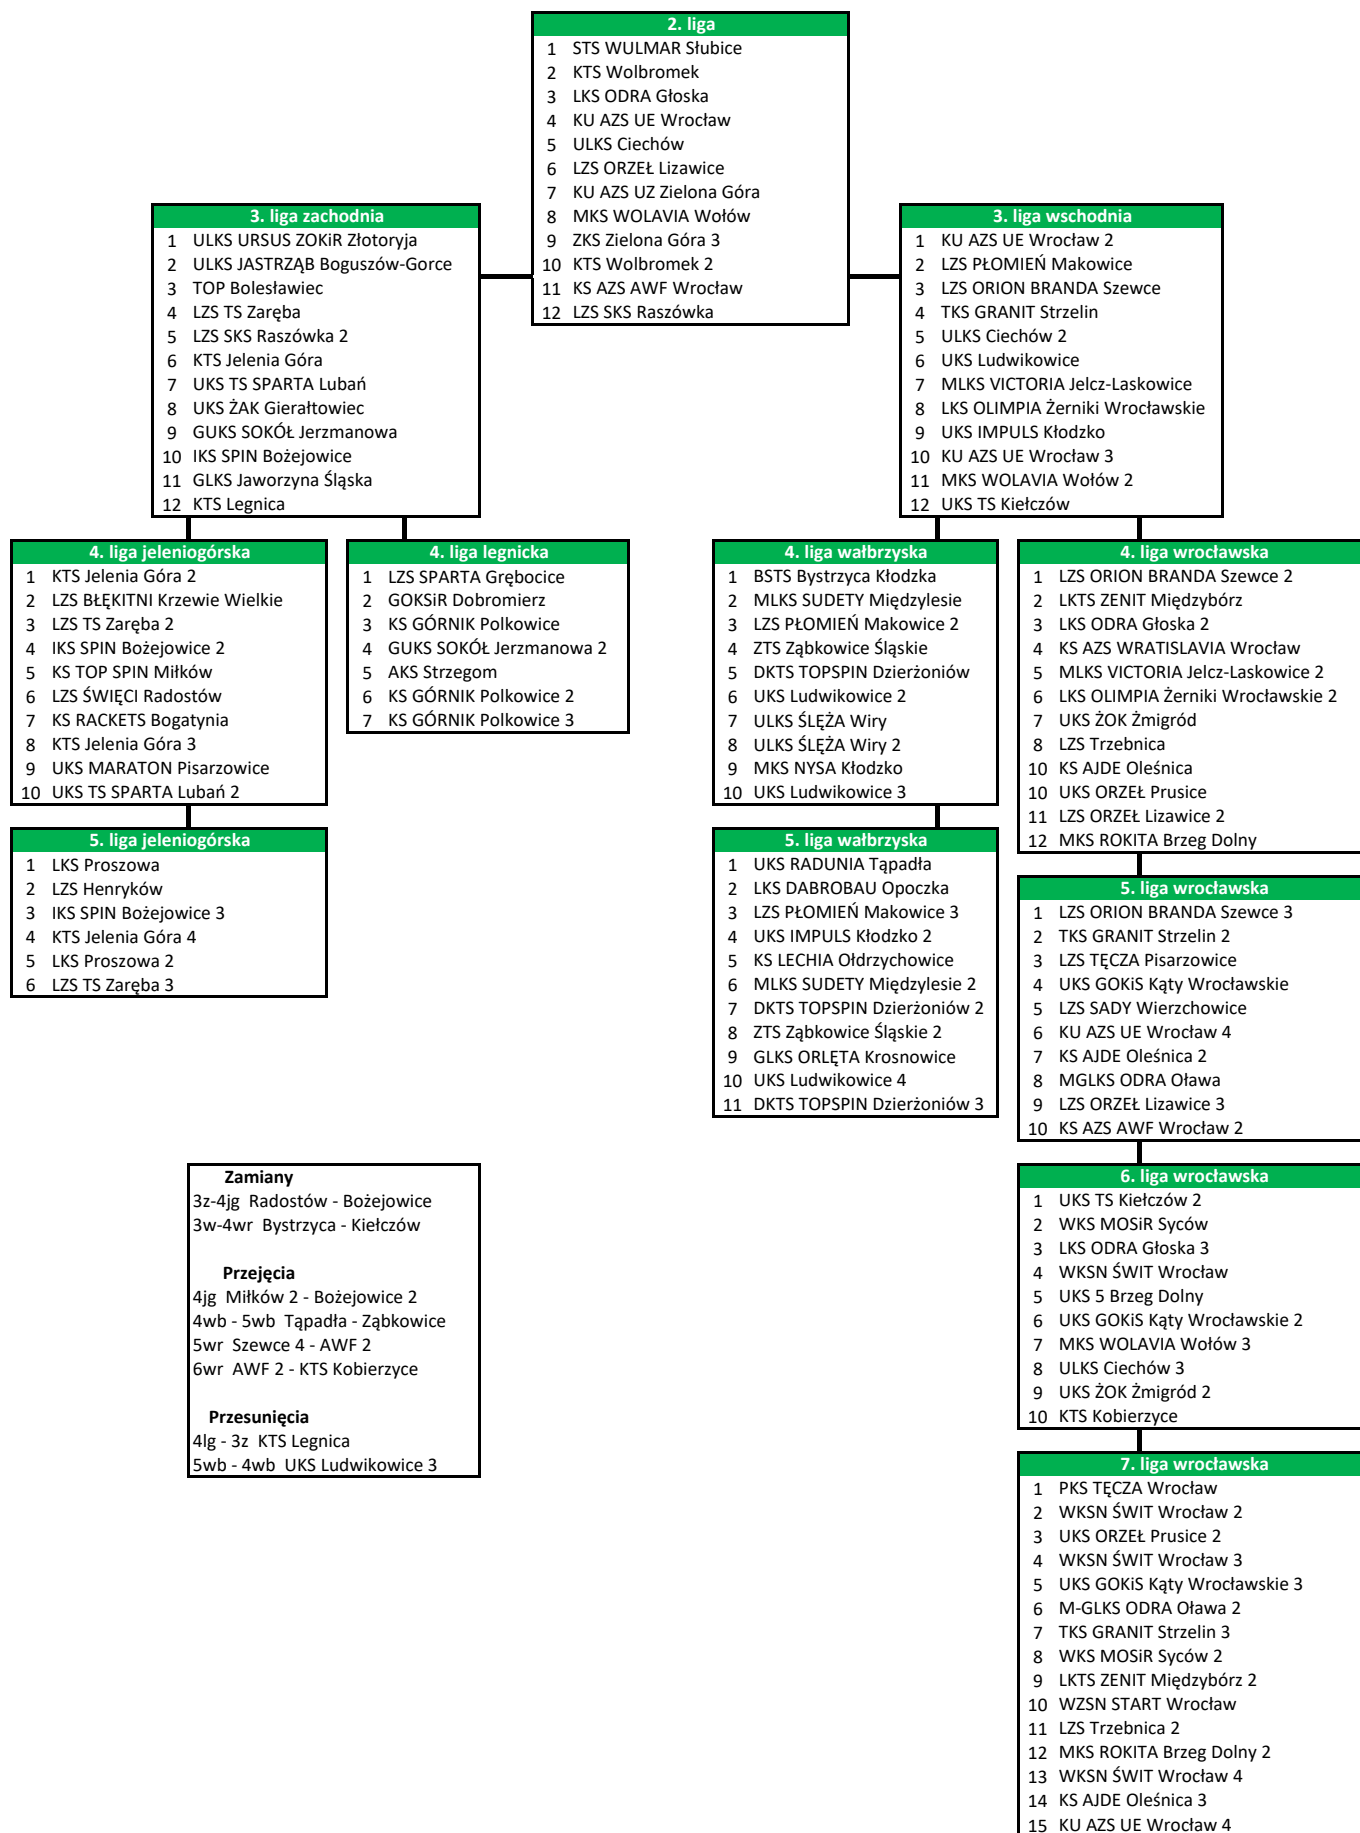 2. liga
1 STS WULMAR Słubice
2 KTS Wolbromek
3 LKS ODRA Głoska
4 KU AZS UE Wrocław
5 ULKS Ciechów
6 LZS ORZEŁ Lizawice
7 KU AZS UZ Zielona Góra
8 MKS WOLAVIA Wołów
9 ZKS Zielona Góra 3
10 KTS Wolbromek 2
11 KS AZS AWF Wrocław
12 LZS SKS Raszówka
3. liga zachodnia
1 ULKS URSUS ZOKiR Złotoryja
2 ULKS JASTRZĄB Boguszów-Gorce
3 TOP Bolesławiec
4 LZS TS Zaręba
5 LZS SKS Raszówka 2
6 KTS Jelenia Góra
7 UKS TS SPARTA Lubań
8 UKS ŻAK Gierałtowiec
9 GUKS SOKÓŁ Jerzmanowa
10 IKS SPIN Bożejowice
11 GLKS Jaworzyna Śląska
12 KTS Legnica
3. liga wschodnia
1 KU AZS UE Wrocław 2
2 LZS PŁOMIEŃ Makowice
3 LZS ORION BRANDA Szewce
4 TKS GRANIT Strzelin
5 ULKS Ciechów 2
6 UKS Ludwikowice
7 MLKS VICTORIA Jelcz-Laskowice
8 LKS OLIMPIA Żerniki Wrocławskie
9 UKS IMPULS Kłodzko
10 KU AZS UE Wrocław 3
11 MKS WOLAVIA Wołów 2
12 UKS TS Kiełczów
4. liga jeleniogórska
1 KTS Jelenia Góra 2
2 LZS BŁĘKITNI Krzewie Wielkie
3 LZS TS Zaręba 2
4 IKS SPIN Bożejowice 2
5 KS TOP SPIN Miłków
6 LZS ŚWIĘCI Radostów
7 KS RACKETS Bogatynia
8 KTS Jelenia Góra 3
9 UKS MARATON Pisarzowice
10 UKS TS SPARTA Lubań 2
4. liga legnicka
1 LZS SPARTA Grębocice
2 GOKSiR Dobromierz
3 KS GÓRNIK Polkowice
4 GUKS SOKÓŁ Jerzmanowa 2
5 AKS Strzegom
6 KS GÓRNIK Polkowice 2
7 KS GÓRNIK Polkowice 3
4. liga wałbrzyska
1 BSTS Bystrzyca Kłodzka
2 MLKS SUDETY Międzylesie
3 LZS PŁOMIEŃ Makowice 2
4 ZTS Ząbkowice Śląskie
5 DKTS TOPSPIN Dzierżoniów
6 UKS Ludwikowice 2
7 ULKS ŚLĘŻA Wiry
8 ULKS ŚLĘŻA Wiry 2
9 MKS NYSA Kłodzko
10 UKS Ludwikowice 3
4. liga wrocławska
1 LZS ORION BRANDA Szewce 2
2 LKTS ZENIT Międzybórz
3 LKS ODRA Głoska 2
4 KS AZS WRATISLAVIA Wrocław
5 MLKS VICTORIA Jelcz-Laskowice 2
6 LKS OLIMPIA Żerniki Wrocławskie 2
7 UKS ŻOK Żmigród
8 LZS Trzebnica
10 KS AJDE Oleśnica
10 UKS ORZEŁ Prusice
11 LZS ORZEŁ Lizawice 2
12 MKS ROKITA Brzeg Dolny
5. liga jeleniogórska
1 LKS Proszowa
2 LZS Henryków
3 IKS SPIN Bożejowice 3
4 KTS Jelenia Góra 4
5 LKS Proszowa 2
6 LZS TS Zaręba 3
5. liga wałbrzyska
1 UKS RADUNIA Tąpadła
2 LKS DABROBAU Opoczka
3 LZS PŁOMIEŃ Makowice 3
4 UKS IMPULS Kłodzko 2
5 KS LECHIA Ołdrzychowice
6 MLKS SUDETY Międzylesie 2
7 DKTS TOPSPIN Dzierżoniów 2
8 ZTS Ząbkowice Śląskie 2
9 GLKS ORLĘTA Krosnowice
10 UKS Ludwikowice 4
11 DKTS TOPSPIN Dzierżoniów 3
5. liga wrocławska
1 LZS ORION BRANDA Szewce 3
2 TKS GRANIT Strzelin 2
3 LZS TĘCZA Pisarzowice
4 UKS GOKiS Kąty Wrocławskie
5 LZS SADY Wierzchowice
6 KU AZS UE Wrocław 4
7 KS AJDE Oleśnica 2
8 MGLKS ODRA Oława
9 LZS ORZEŁ Lizawice 3
10 KS AZS AWF Wrocław 2
Zamiany
3z-4jg Radostów - Bożejowice
3w-4wr Bystrzyca - Kiełczów
Przejęcia
4jg Miłków 2 - Bożejowice 2
4wb - 5wb Tąpadła - Ząbkowice
5wr Szewce 4 - AWF 2
6wr AWF 2 - KTS Kobierzyce
Przesunięcia
4lg - 3z KTS Legnica
5wb - 4wb UKS Ludwikowice 3
6. liga wrocławska
1 UKS TS Kiełczów 2
2 WKS MOSiR Syców
3 LKS ODRA Głoska 3
4 WKSN ŚWIT Wrocław
5 UKS 5 Brzeg Dolny
6 UKS GOKiS Kąty Wrocławskie 2
7 MKS WOLAVIA Wołów 3
8 ULKS Ciechów 3
9 UKS ŻOK Żmigród 2
10 KTS Kobierzyce
7. liga wrocławska
1 PKS TĘCZA Wrocław
2 WKSN ŚWIT Wrocław 2
3 UKS ORZEŁ Prusice 2
4 WKSN ŚWIT Wrocław 3
5 UKS GOKiS Kąty Wrocławskie 3
6 M-GLKS ODRA Oława 2
7 TKS GRANIT Strzelin 3
8 WKS MOSiR Syców 2
9 LKTS ZENIT Międzybórz 2
10 WZSN START Wrocław
11 LZS Trzebnica 2
12 MKS ROKITA Brzeg Dolny 2
13 WKSN ŚWIT Wrocław 4
14 KS AJDE Oleśnica 3
15 KU AZS UE Wrocław 4